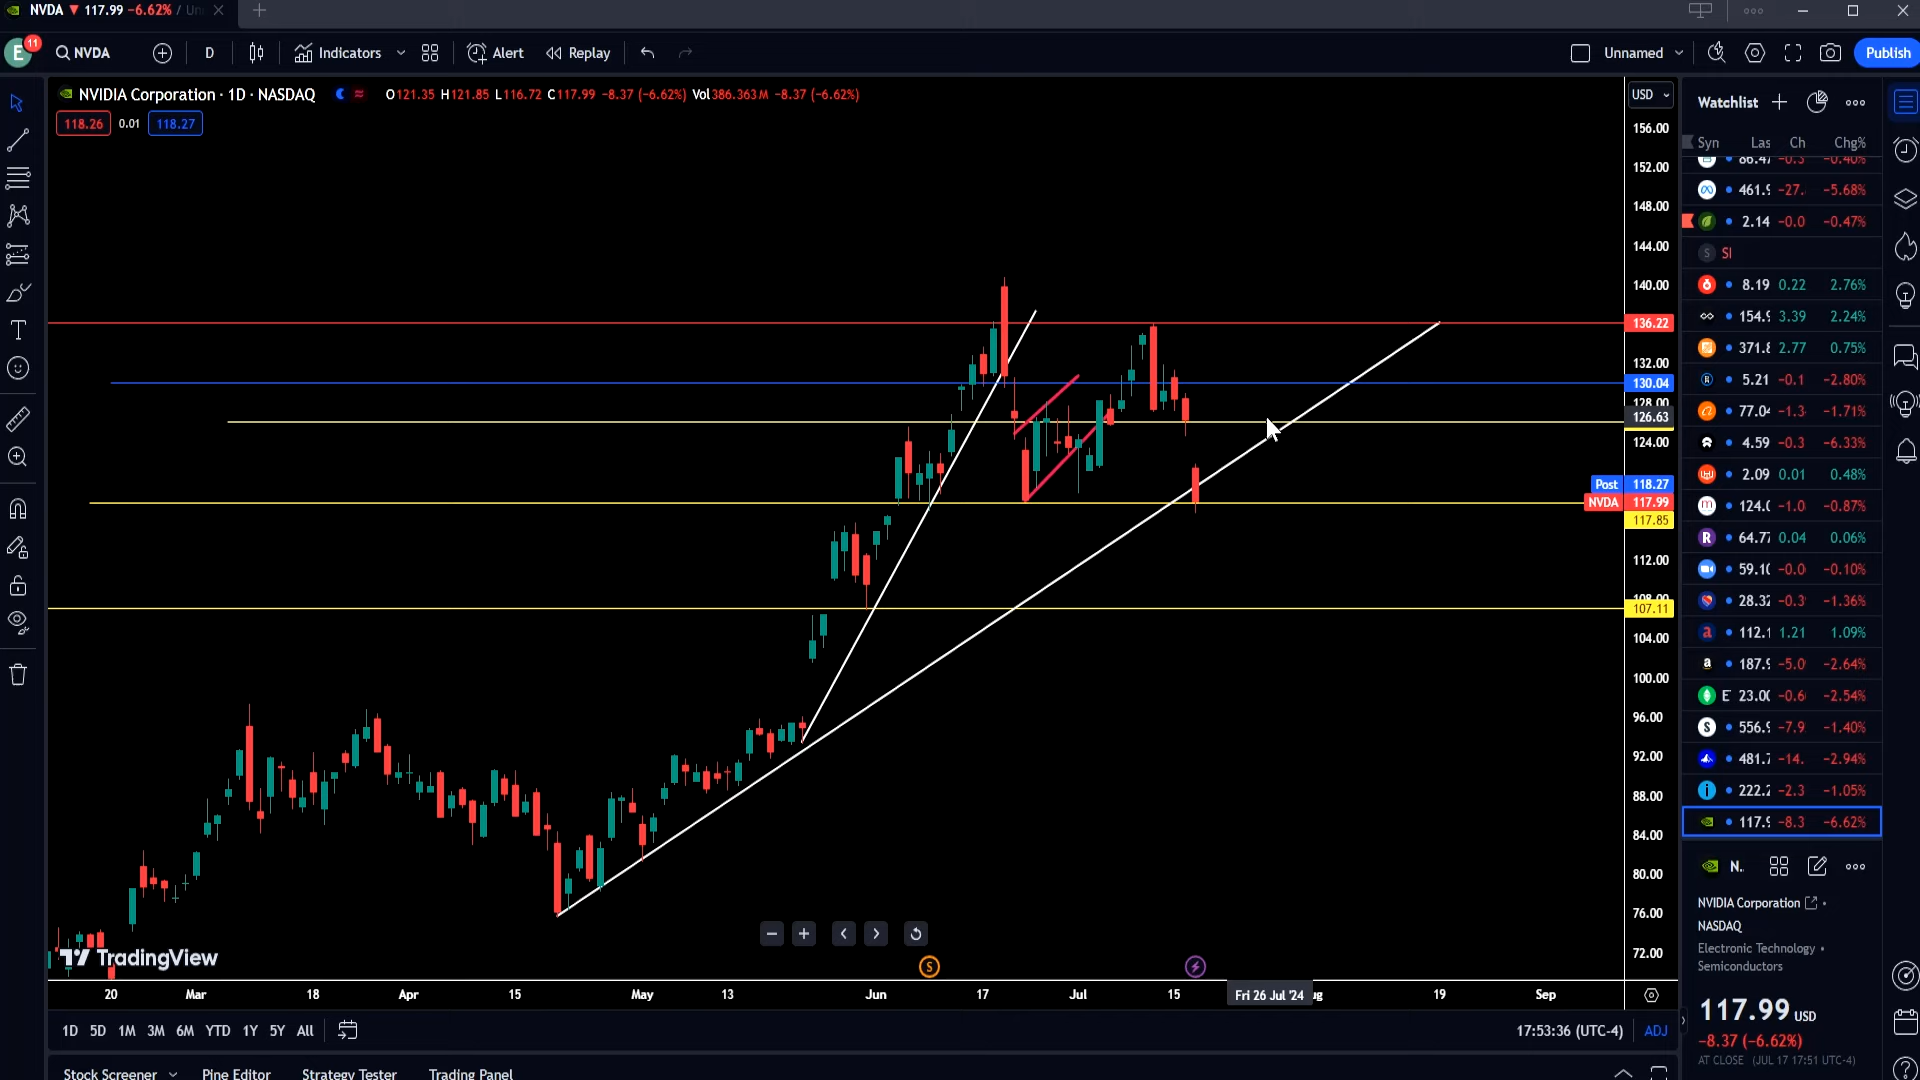 NVDA ▼ 117.99 −6.62% / Un
E 11 NVDA D Indicators Alert Replay Unnamed Publish
NVIDIA Corporation · 1D · NASDAQ O121.35 H121.85 L116.72 C117.99 −8.37 (−6.62%) Vol386.363M −8.37 (−6.62%)
118.26 0.01 118.27
USD
156.00
152.00
148.00
144.00
140.00
136.22
132.00
130.04
128.00
126.63
124.00
Post 118.27
NVDA 117.99
117.85
112.00
108.00
107.11
104.00
100.00
96.00
92.00
88.00
84.00
80.00
76.00
72.00
TradingView
S
20 Mar 18 Apr 15 May 13 Jun 17 Jul 15 Fri 26 Jul '24 ug 19 Sep
1D 5D 1M 3M 6M YTD 1Y 5Y All 17:53:36 (UTC-4) ADJ
Stock Screener Pine Editor Strategy Tester Trading Panel
Watchlist
Syn Las Ch Chg%
86.47 −0.3 −0.40%
461.9 −27. −5.68%
2.14 −0.0 −0.47%
S SI
8.19 0.22 2.76%
154.9 3.39 2.24%
371.8 2.77 0.75%
5.21 −0.1 −2.80%
77.04 −1.3 −1.71%
4.59 −0.3 −6.33%
2.09 0.01 0.48%
124.0 −1.0 −0.87%
64.77 0.04 0.06%
59.10 −0.0 −0.10%
28.32 −0.3 −1.36%
112.1 1.21 1.09%
187.9 −5.0 −2.64%
E 23.00 −0.6 −2.54%
556.9 −7.9 −1.40%
481.7 −14. −2.94%
222.2 −2.3 −1.05%
117.9 −8.3 −6.62%
N.
NVIDIA Corporation
NASDAQ
Electronic Technology •
Semiconductors
117.99 USD
−8.37 (−6.62%)
AT CLOSE (JUL 17 17:51 UTC-4)